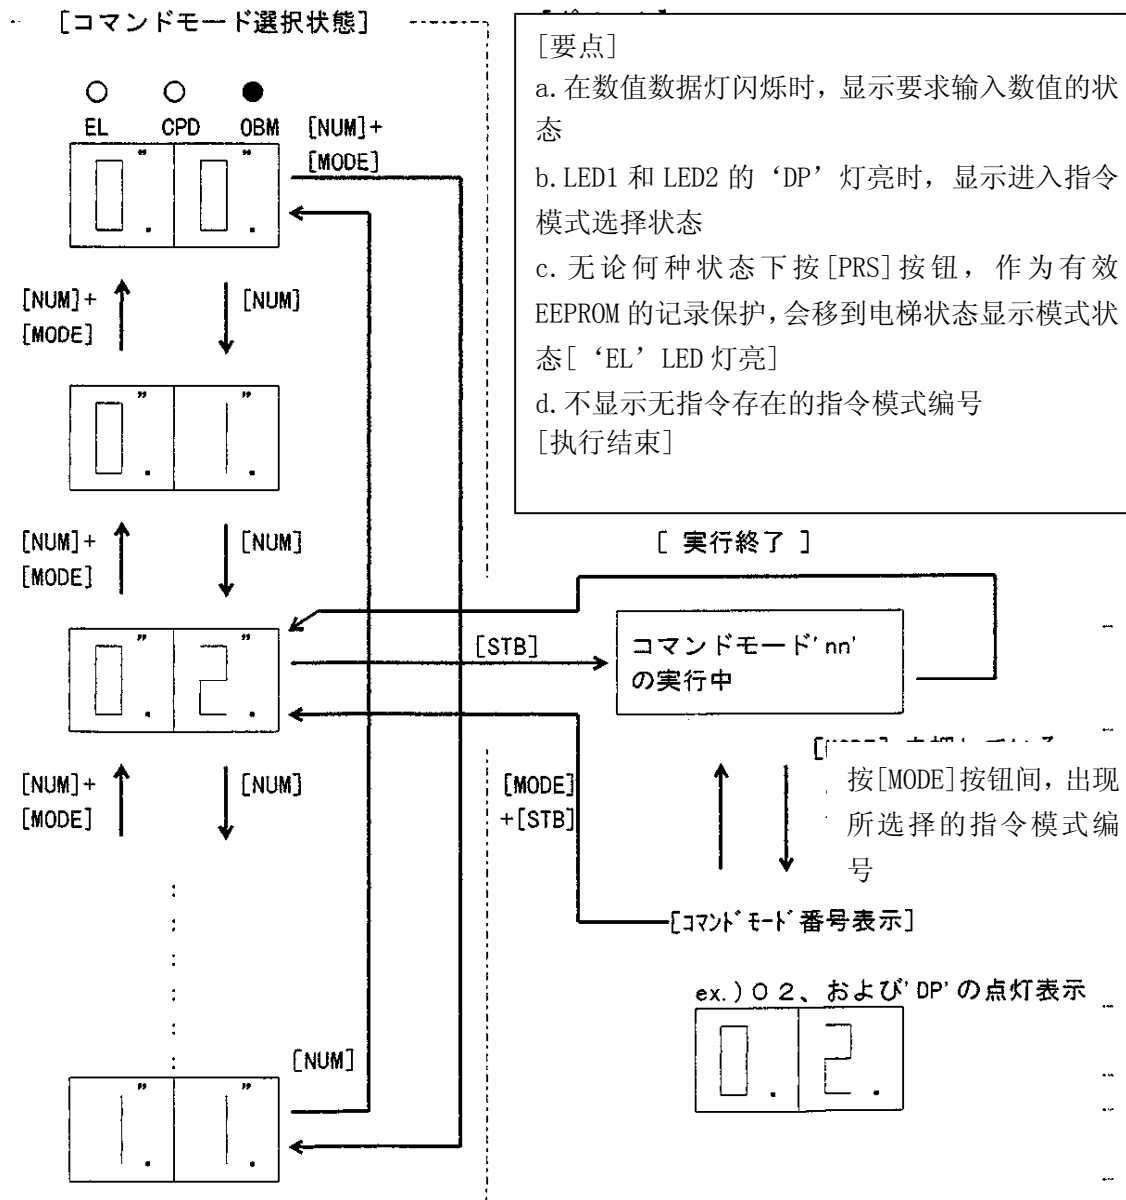 [コマンドモード選択状態]
[要点]
a.在数值数据灯闪烁时，显示要求输入数值的状
态
b.LED1 和 LED2 的‘DP’灯亮时，显示进入指令
模式选择状态
c.无论何种状态下按[PRS]按钮，作为有效
EEPROM 的记录保护，会移到电梯状态显示模式状
态[‘EL’LED 灯亮]
d.不显示无指令存在的指令模式编号
[执行结束]
EL CPD OBM
[NUM]+
[MODE]
0." 0."
[NUM]+
[MODE]
[NUM]
0." 1."
[NUM]+
[MODE]
[NUM]
[ 実行終了 ]
0." 2."
[STB]
コマンドモード'nn'
の実行中
[NUM]+
[MODE]
[NUM]
[MODE]
+[STB]
按[MODE]按钮间，出现
所选择的指令模式编
号
[コマンドモード番号表示]
ex.)０２、および'DP'の点灯表示
0. 2.
[NUM]
1." 1."